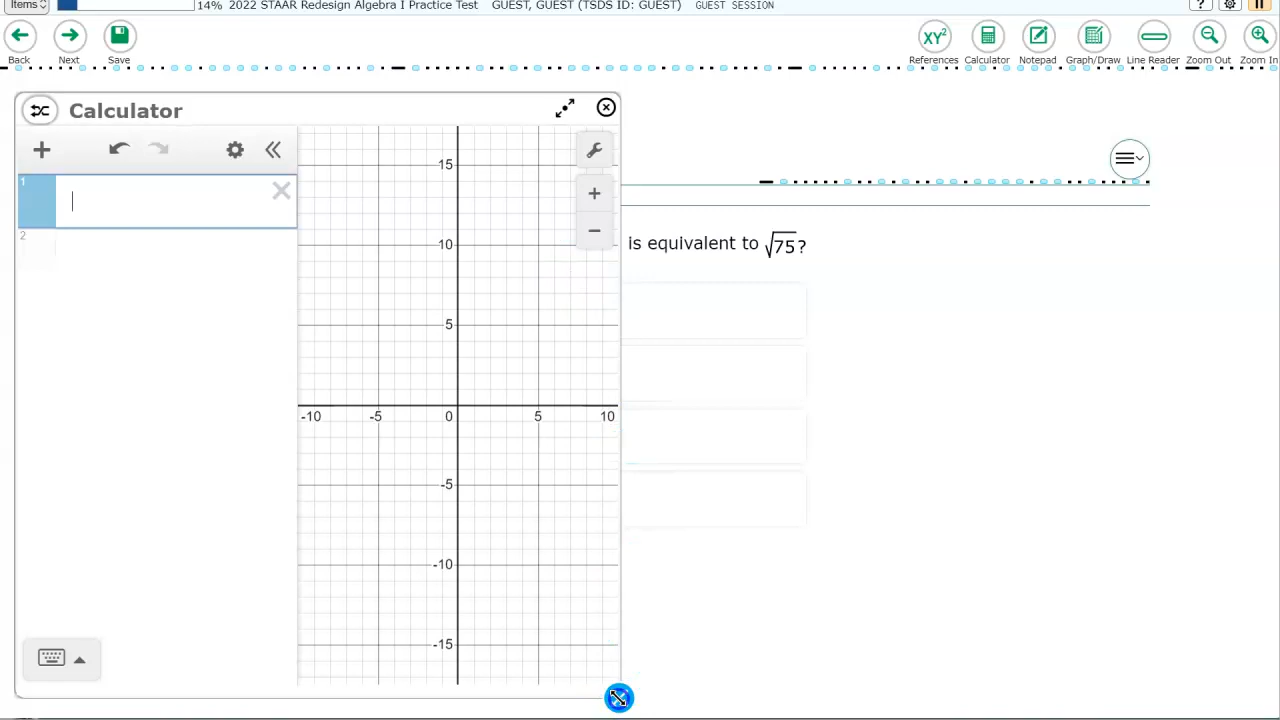 Items
14% 2022 STAAR Redesign Algebra I Practice Test GUEST, GUEST (TSDS ID: GUEST) GUEST SESSION
?
Back Next Save
XY²
References Calculator Notepad Graph/Draw Line Reader Zoom Out Zoom In
Calculator
1
2
15
10
5
-10 -5 0 5 10
-5
-10
-15
is equivalent to √75?